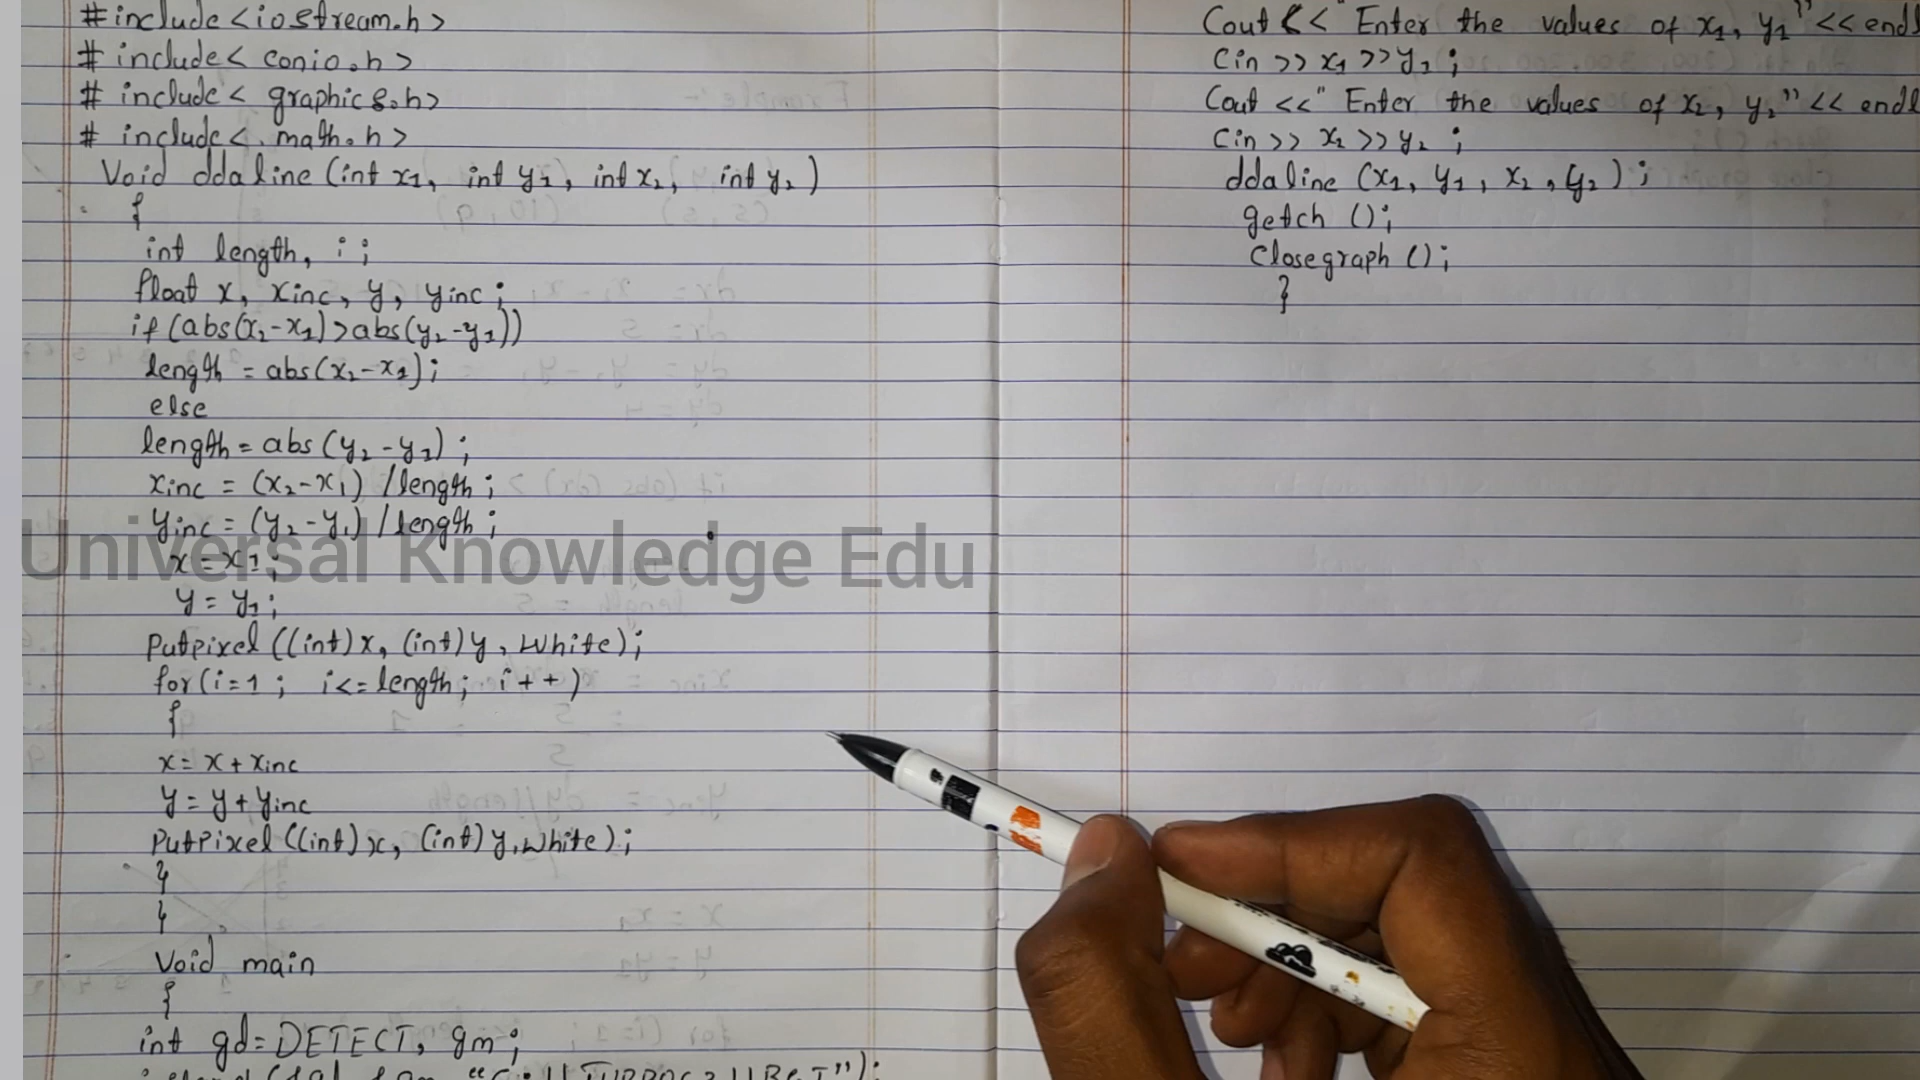 #include<iostream.h>
# include< conio.h>
# include< graphics.h>
# include< math.h>
Void ddaline (int x1, int y1, int x2, int y2)
{
int length, i;
float x, xinc, y, yinc;
if (abs(x2-x1)>abs(y2-y1))
length = abs(x2-x1);
else
length = abs (y2-y1);
xinc = (x2-x1) /length;
yinc = (y2-y1) /length;
x = x1;
y = y1;
Putpixel ((int)x, (int)y, white);
for(i=1; i<=length; i++)
{
x= x+xinc
y= y+yinc
PutPixel ((int)x, (int)y,white);
}
}
Void main
{
int gd=DETECT, gm;
Cout << "Enter the values of x1, y1" << endl
Cin >> x1 >> y1;
Cout << "Enter the values of x2, y2" << endl
Cin >> x2 >> y2;
ddaline (x1, y1, x2, y2);
getch ();
Closegraph ();
}
Universal Knowledge Edu